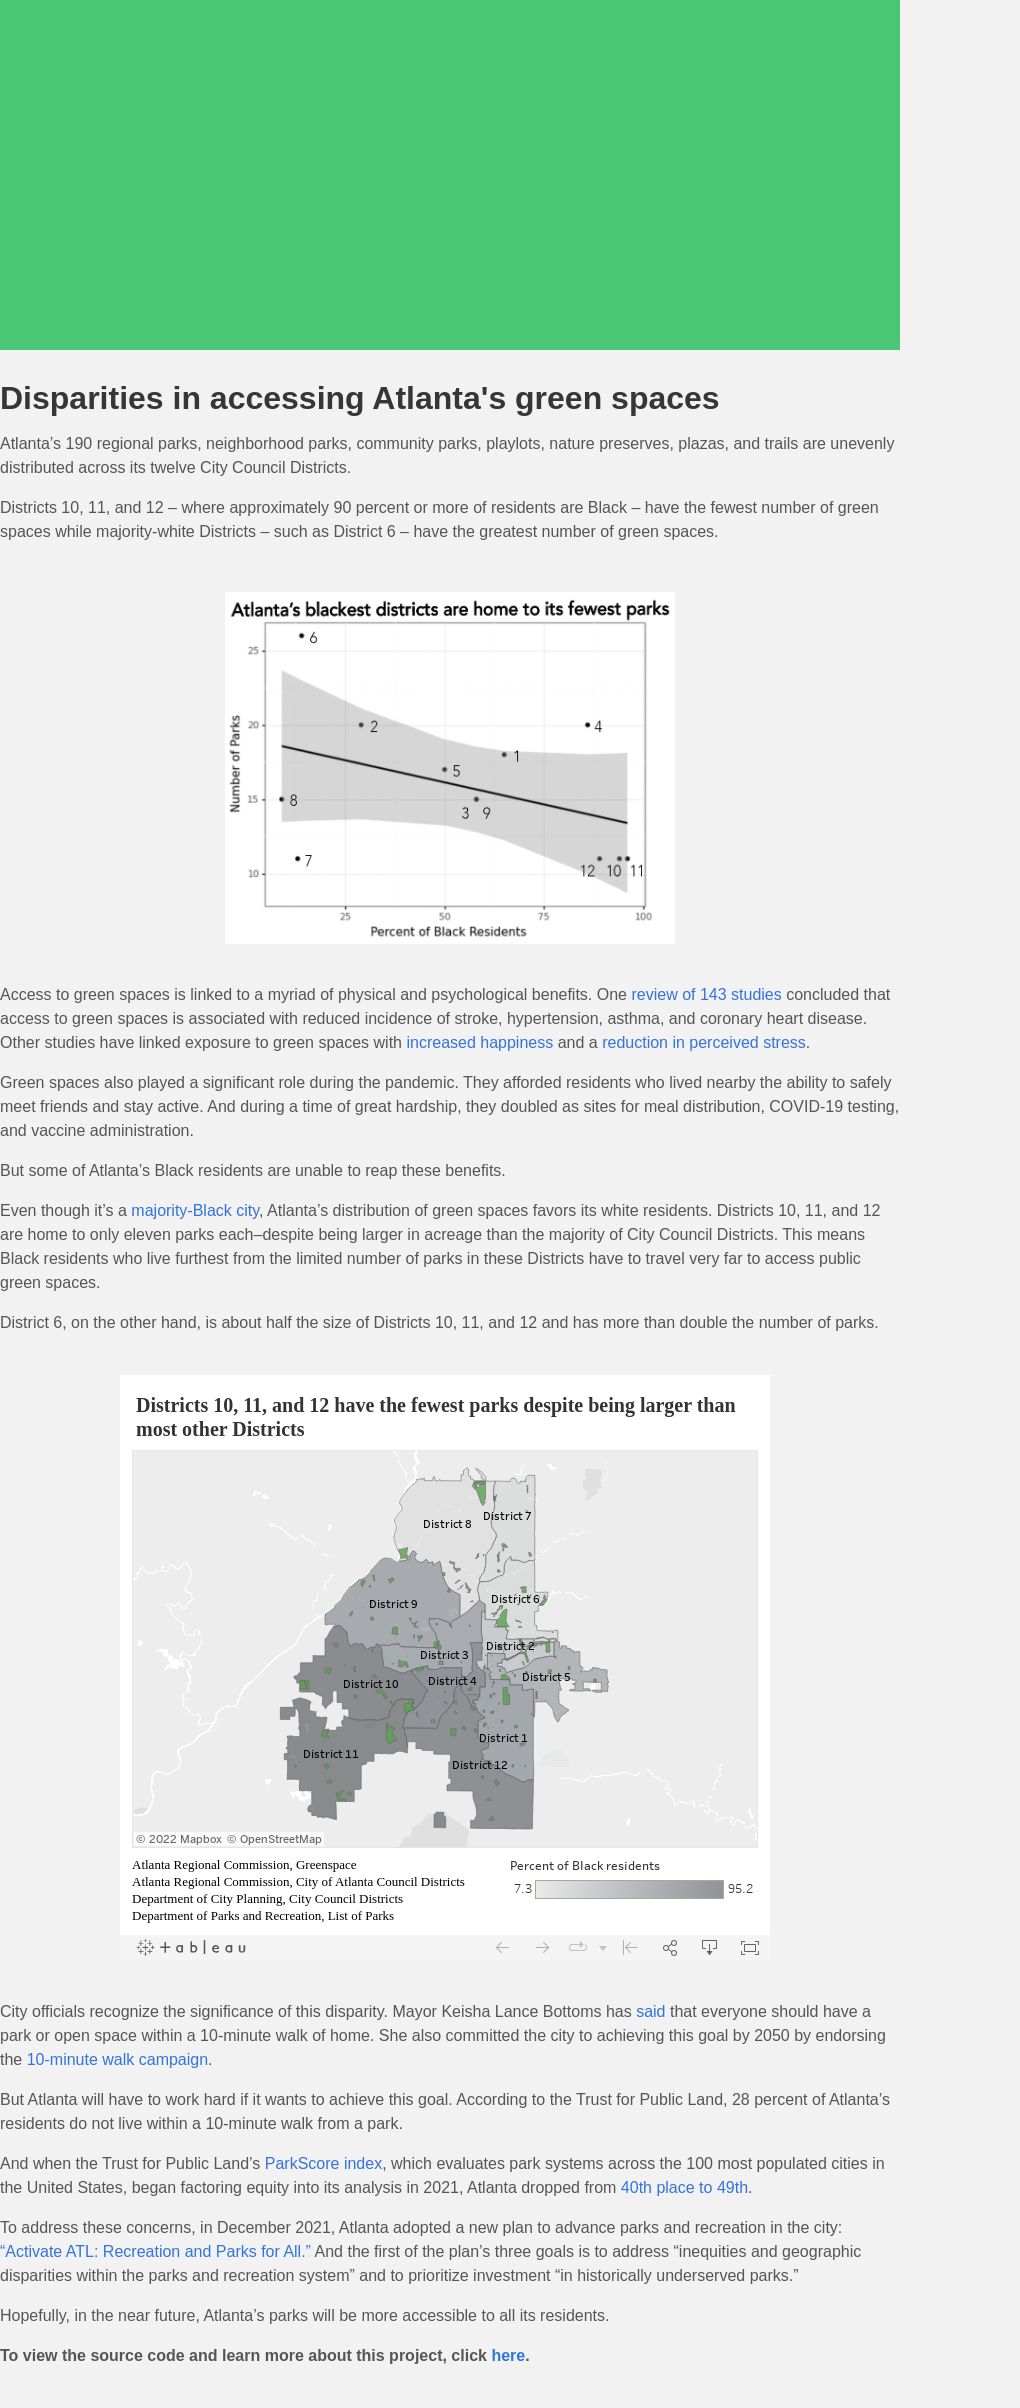 Disparities in accessing Atlanta's green spaces
Atlanta’s 190 regional parks, neighborhood parks, community parks, playlots, nature preserves, plazas, and trails are unevenly
distributed across its twelve City Council Districts.
Districts 10, 11, and 12 – where approximately 90 percent or more of residents are Black – have the fewest number of green
spaces while majority-white Districts – such as District 6 – have the greatest number of green spaces.
Atlanta’s blackest districts are home to its fewest parks
6
25
2
4
20
1
5
Number of Parks
8
15
3 9
7
12 10 11
10
25 50 75 100
Percent of Black Residents
Access to green spaces is linked to a myriad of physical and psychological benefits. One review of 143 studies concluded that
access to green spaces is associated with reduced incidence of stroke, hypertension, asthma, and coronary heart disease.
Other studies have linked exposure to green spaces with increased happiness and a reduction in perceived stress.
Green spaces also played a significant role during the pandemic. They afforded residents who lived nearby the ability to safely
meet friends and stay active. And during a time of great hardship, they doubled as sites for meal distribution, COVID-19 testing,
and vaccine administration.
But some of Atlanta’s Black residents are unable to reap these benefits.
Even though it’s a majority-Black city, Atlanta’s distribution of green spaces favors its white residents. Districts 10, 11, and 12
are home to only eleven parks each–despite being larger in acreage than the majority of City Council Districts. This means
Black residents who live furthest from the limited number of parks in these Districts have to travel very far to access public
green spaces.
District 6, on the other hand, is about half the size of Districts 10, 11, and 12 and has more than double the number of parks.
Districts 10, 11, and 12 have the fewest parks despite being larger than
most other Districts
District 7
District 8
District 6
District 9
District 2
District 3
District 5
District 4
District 10
District 1
District 11
District 12
© 2022 Mapbox © OpenStreetMap
Atlanta Regional Commission, Greenspace
Atlanta Regional Commission, City of Atlanta Council Districts
Department of City Planning, City Council Districts
Department of Parks and Recreation, List of Parks
Percent of Black residents
7.3 95.2
+ableau
City officials recognize the significance of this disparity. Mayor Keisha Lance Bottoms has said that everyone should have a
park or open space within a 10-minute walk of home. She also committed the city to achieving this goal by 2050 by endorsing
the 10-minute walk campaign.
But Atlanta will have to work hard if it wants to achieve this goal. According to the Trust for Public Land, 28 percent of Atlanta’s
residents do not live within a 10-minute walk from a park.
And when the Trust for Public Land’s ParkScore index, which evaluates park systems across the 100 most populated cities in
the United States, began factoring equity into its analysis in 2021, Atlanta dropped from 40th place to 49th.
To address these concerns, in December 2021, Atlanta adopted a new plan to advance parks and recreation in the city:
“Activate ATL: Recreation and Parks for All.” And the first of the plan’s three goals is to address “inequities and geographic
disparities within the parks and recreation system” and to prioritize investment “in historically underserved parks.”
Hopefully, in the near future, Atlanta’s parks will be more accessible to all its residents.
To view the source code and learn more about this project, click here.